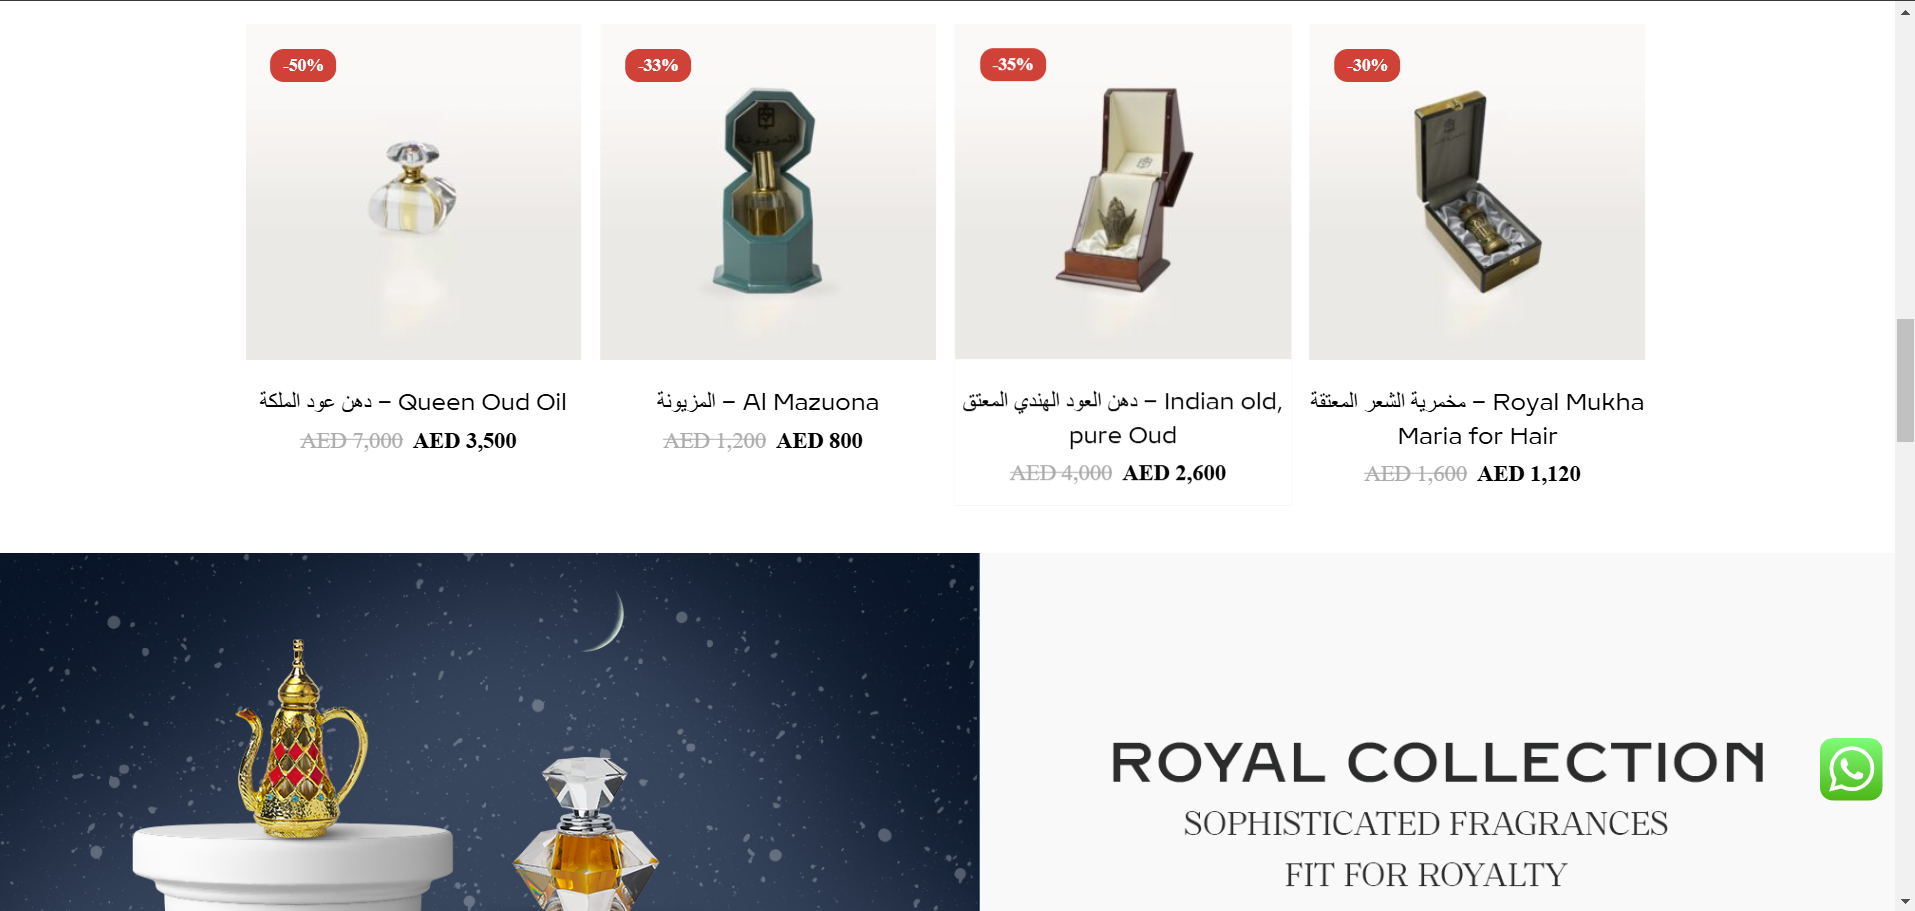 -50%
-33%
-35%
-30%
المزيونة
دهن عود الملكة – Queen Oud Oil
AED 7,000 AED 3,500
المزيونة – Al Mazuona
AED 1,200 AED 800
دهن العود الهندي المعتق – Indian old,
pure Oud
AED 4,000 AED 2,600
مخمرية الشعر المعتقة – Royal Mukha
Maria for Hair
AED 1,600 AED 1,120
ROYAL COLLECTION
SOPHISTICATED FRAGRANCES
FIT FOR ROYALTY